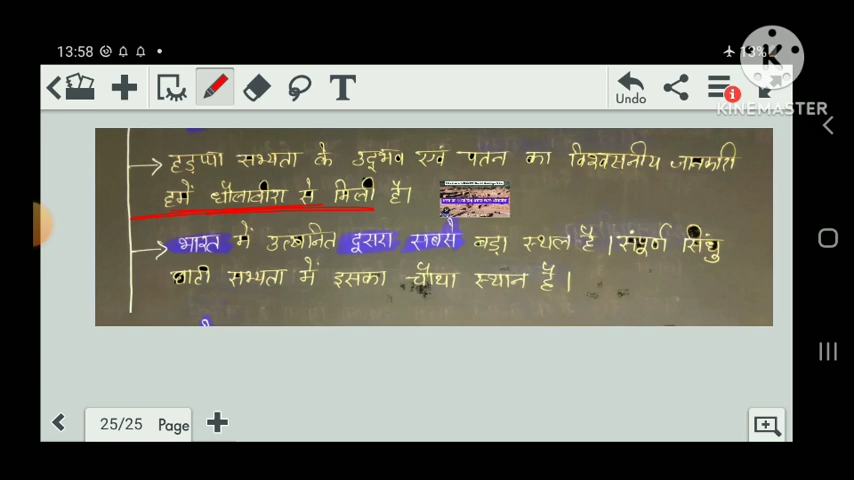 13:58
13%
KINEMASTER
Undo
हड़प्पा सभ्यता के उद्भव एवं पतन का विश्वसनीय जानकारी
हमें धौलावीरा से मिली है।
भारत में उत्खनित दूसरा सबसे बड़ा स्थल है। संपूर्ण सिंधु
घाटी सभ्यता में इसका चौथा स्थान है।
25/25 Page